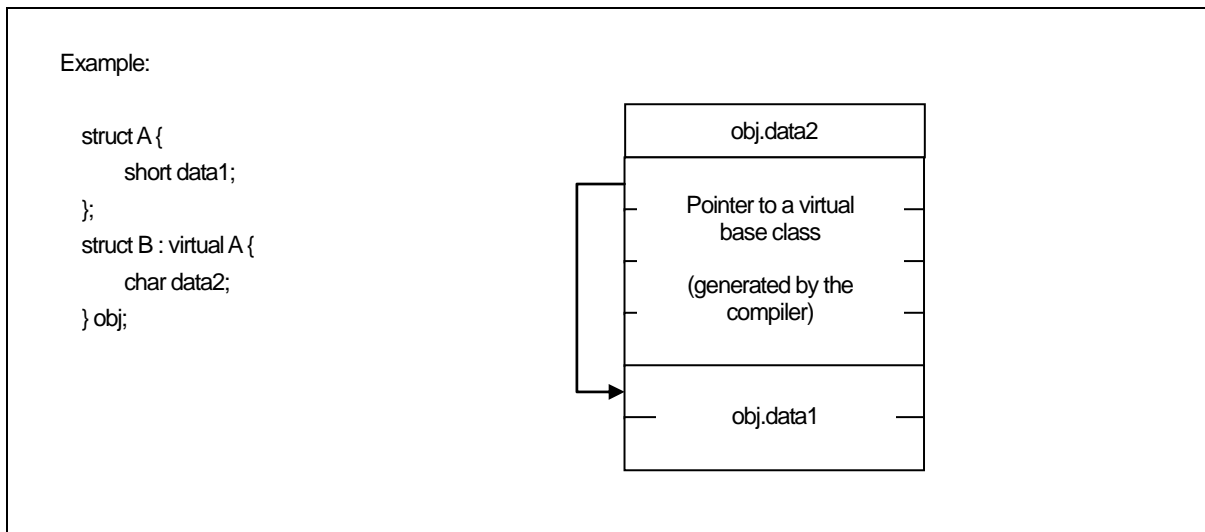 Example:
struct A {
short data1;
};
struct B : virtual A {
char data2;
} obj;
obj.data2
Pointer to a virtual
base class
(generated by the
compiler)
obj.data1